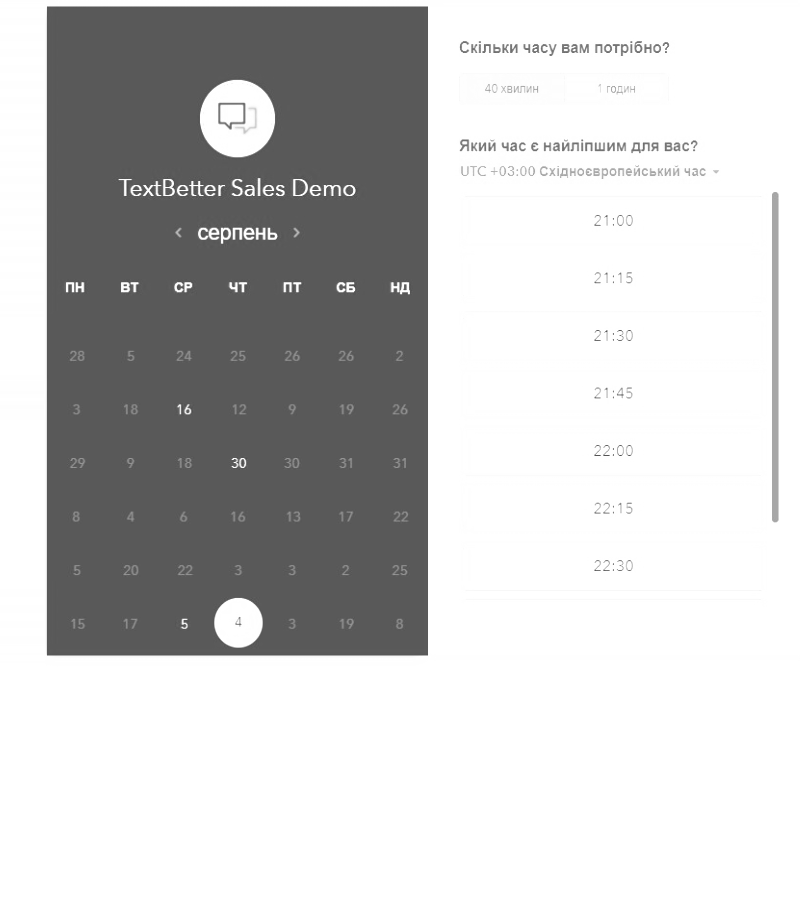 TextBetter Sales Demo
серпень
ПН ВТ СР ЧТ ПТ СБ НД
28 5 24 25 26 26 2
3 18 16 12 9 19 26
29 9 18 30 30 31 31
8 4 6 16 13 17 22
5 20 22 3 3 2 25
15 17 5 4 3 19 8
Скільки часу вам потрібно?
40 хвилин 1 годин
Який час є найліпшим для вас?
UTC +03:00 Східноєвропейський час
21:00
21:15
21:30
21:45
22:00
22:15
22:30